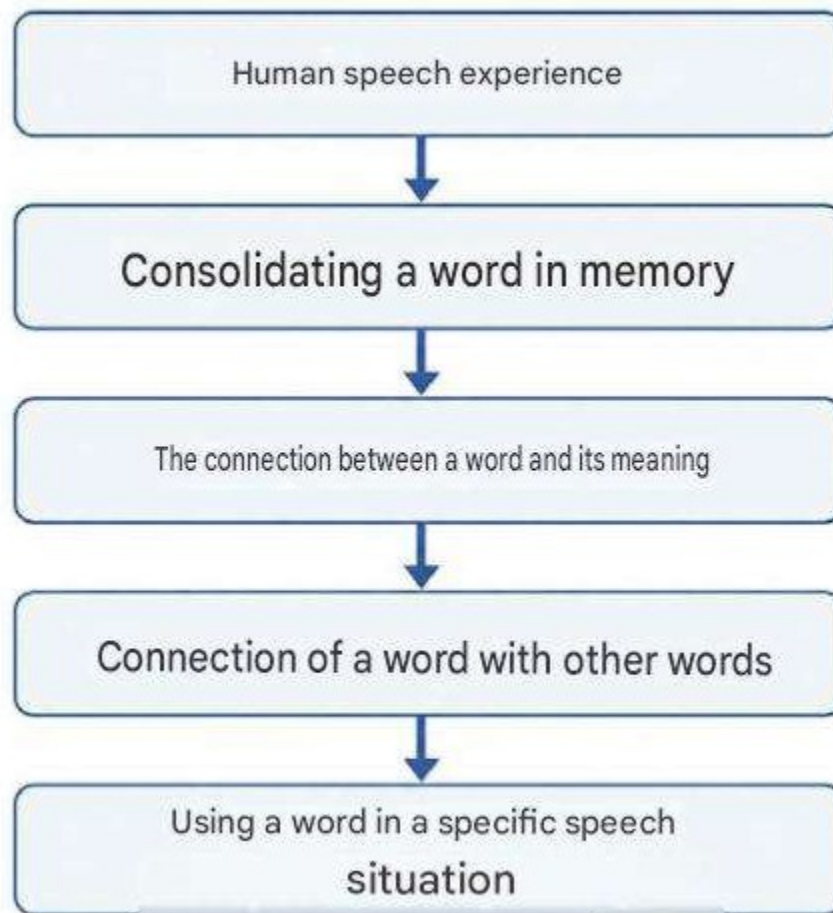 Human speech experience
Consolidating a word in memory
The connection between a word and its meaning
Connection of a word with other words
Using a word in a specific speech
situation